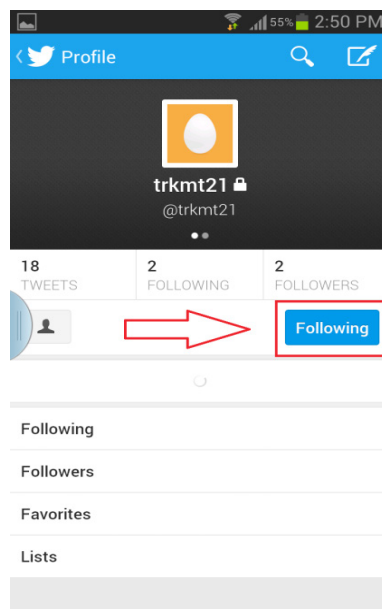 55% 2:50 PM
Profile
trkmt21
@trkmt21
18 2 2
TWEETS FOLLOWING FOLLOWERS
Following
Following
Followers
Favorites
Lists